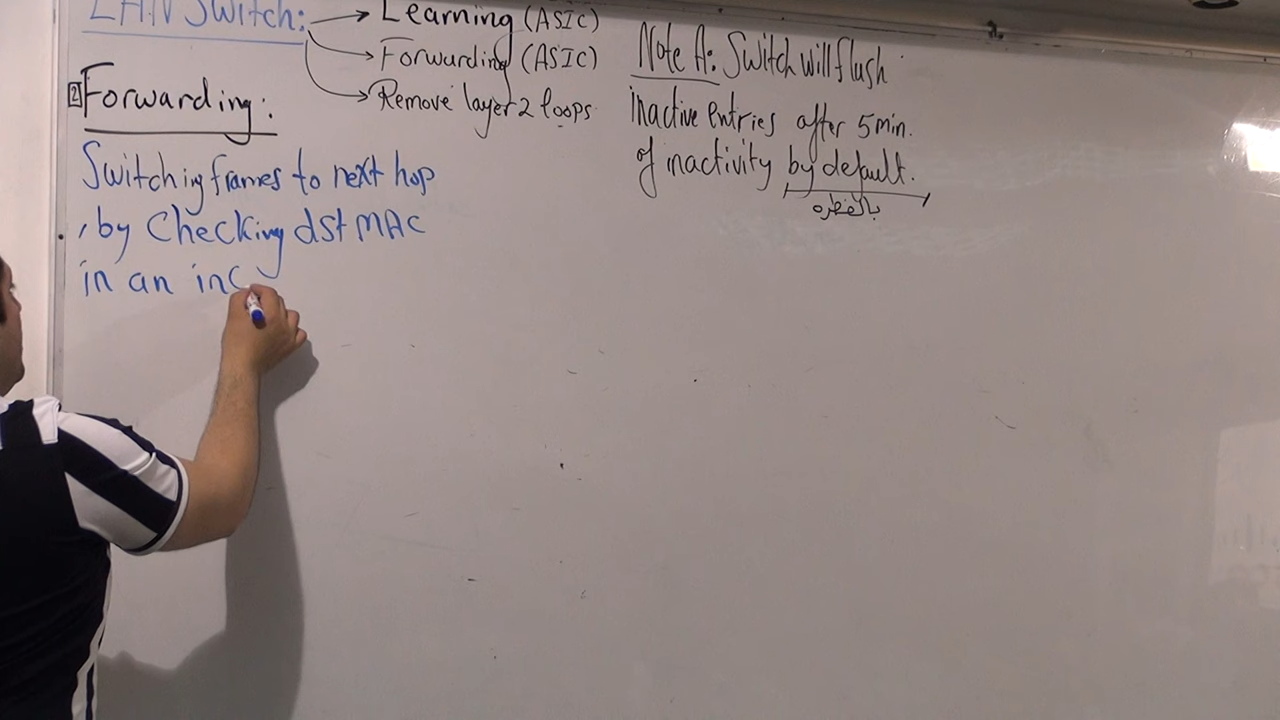 LAN Switch:
Learning (ASIC)
Forwarding (ASIC)
Remove layer 2 loops
2 Forwarding:
Switching frames to next hop
, by Checking dst MAC
in an inc
Note A: Switch will flush
inactive entries after 5 min.
of inactivity by default.
بالفطره